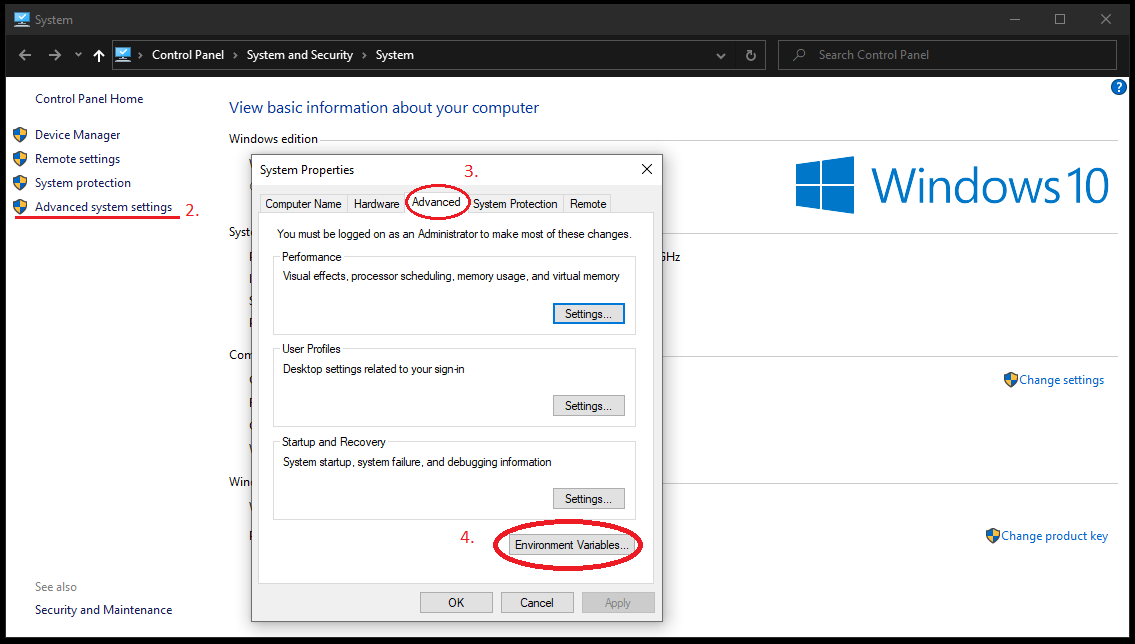 System
Control Panel
System and Security
System
Search Control Panel
Control Panel Home
Device Manager
Remote settings
System protection
Advanced system settings
2.
See also
Security and Maintenance
View basic information about your computer
Windows edition
Windows 10
GHz
Change settings
Change product key
System Properties
3.
Computer Name
Hardware
Advanced
System Protection
Remote
You must be logged on as an Administrator to make most of these changes.
Performance
Visual effects, processor scheduling, memory usage, and virtual memory
Settings...
User Profiles
Desktop settings related to your sign-in
Settings...
Startup and Recovery
System startup, system failure, and debugging information
Settings...
4.
Environment Variables...
OK
Cancel
Apply